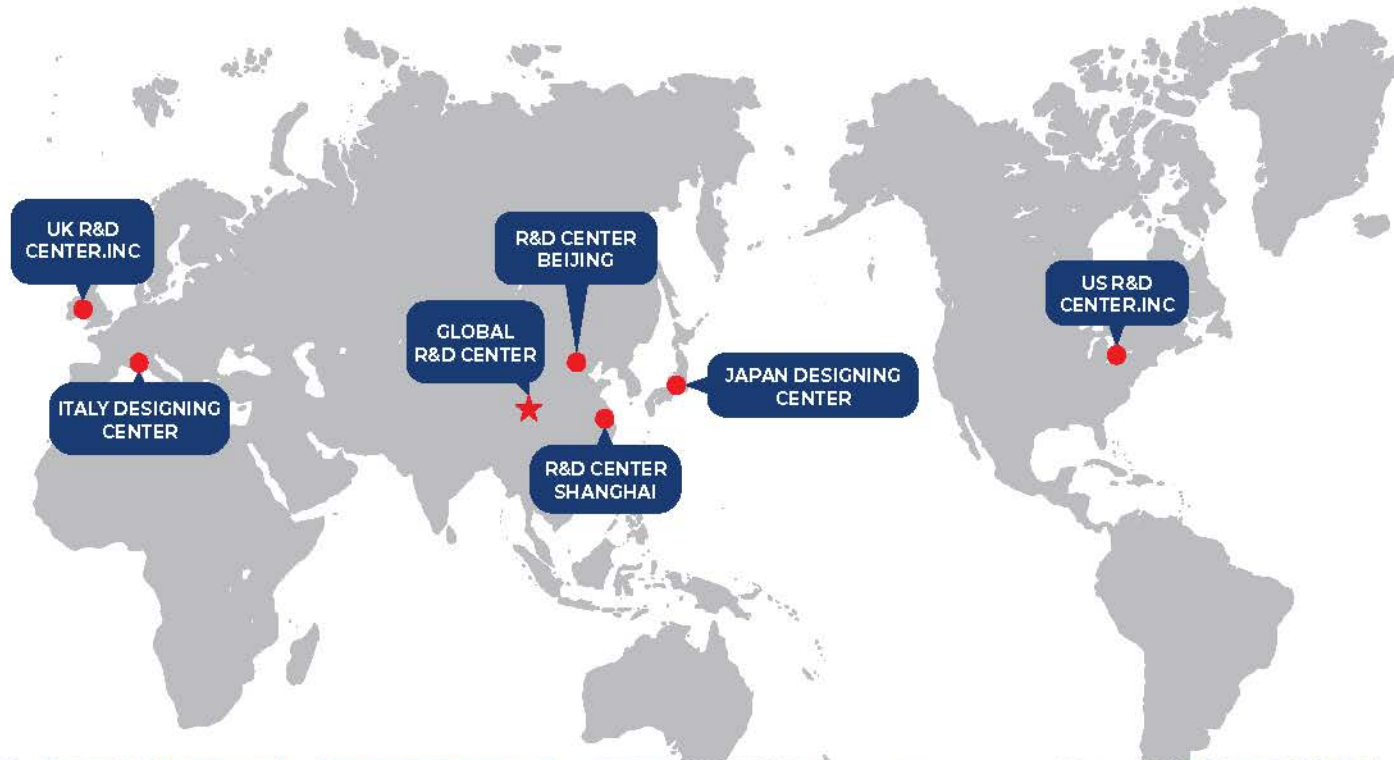 UK R&D
CENTER.INC
R&D CENTER
BEIJING
US R&D
CENTER.INC
GLOBAL
R&D CENTER
JAPAN DESIGNING
CENTER
ITALY DESIGNING
CENTER
R&D CENTER
SHANGHAI